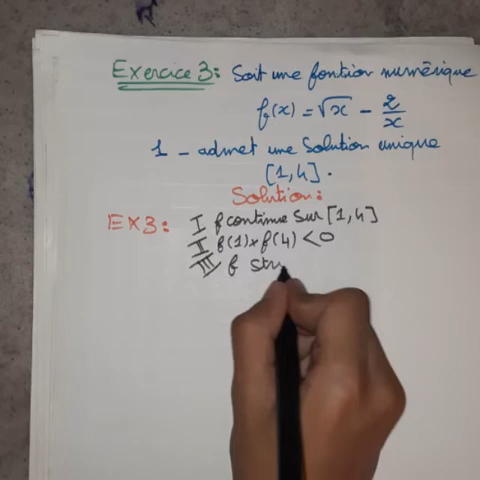 Exercice 3: Soit une fontion numérique
f(x) = √x - 2/x
1 - admet une solution unique
[1,4].
Solution:
EX3: I f continue sur [1,4]
II f(1)×f(4) < 0
III f str